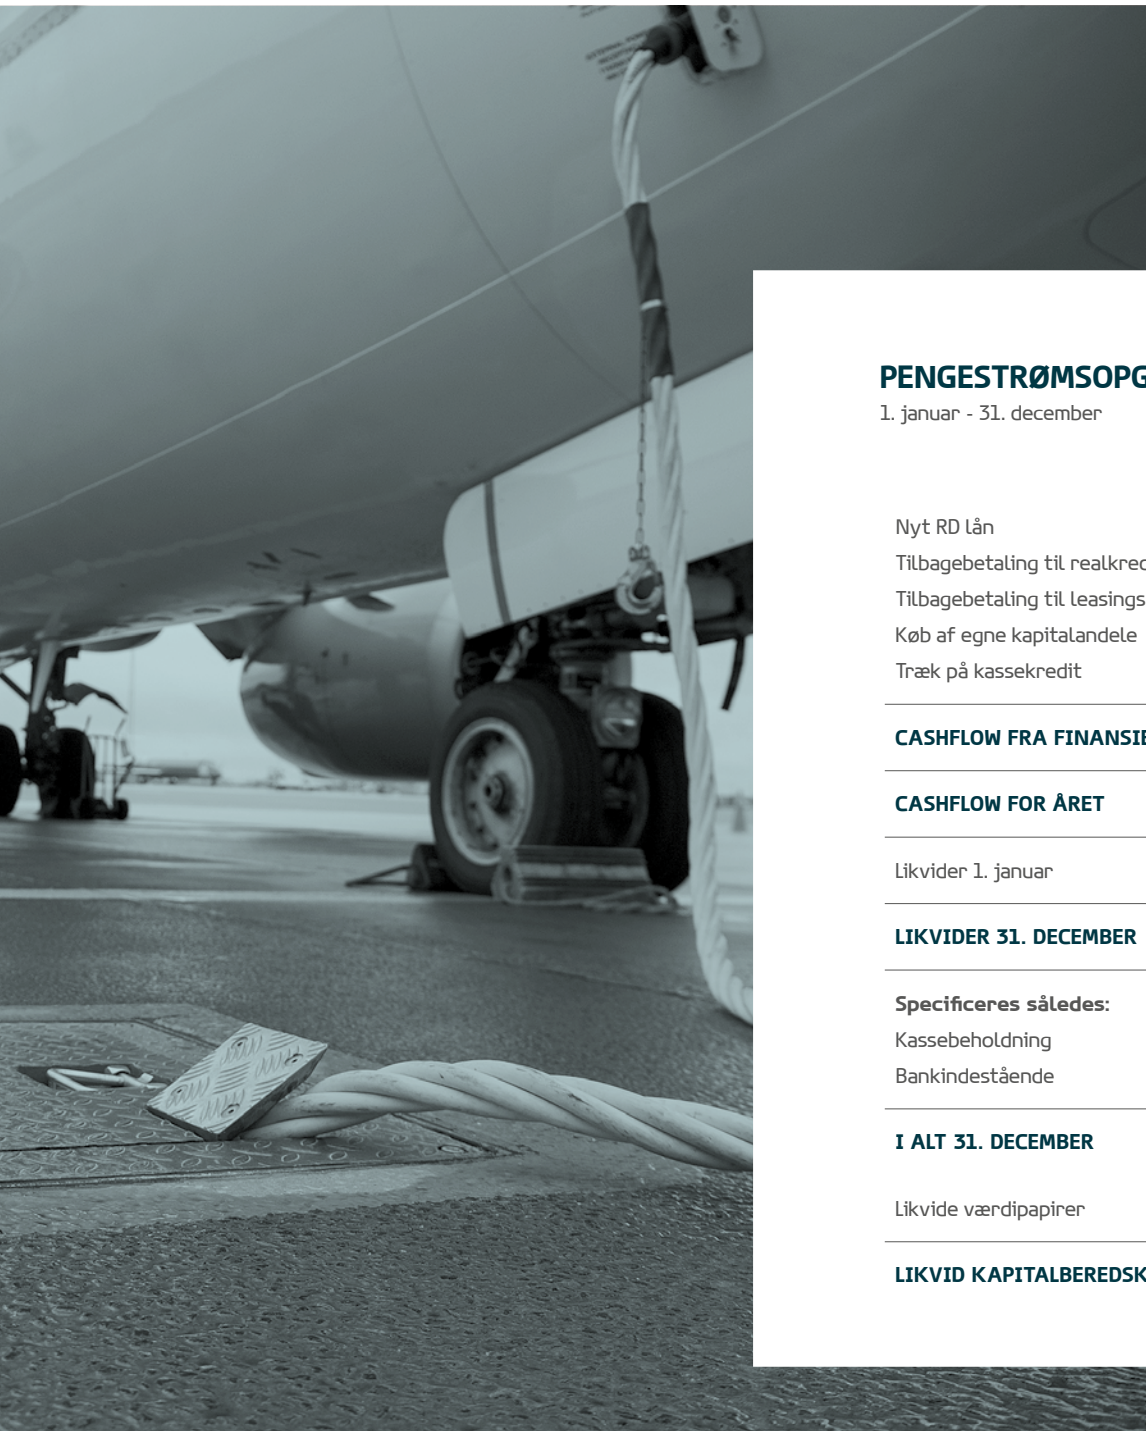 PENGESTRØMSOPG
1. januar - 31. december
Nyt RD lån
Tilbagebetaling til realkred
Tilbagebetaling til leasings
Køb af egne kapitalandele
Træk på kassekredit
CASHFLOW FRA FINANSIE
CASHFLOW FOR ÅRET
Likvider 1. januar
LIKVIDER 31. DECEMBER
Specificeres således:
Kassebeholdning
Bankindestående
I ALT 31. DECEMBER
Likvide værdipapirer
LIKVID KAPITALBEREDSK